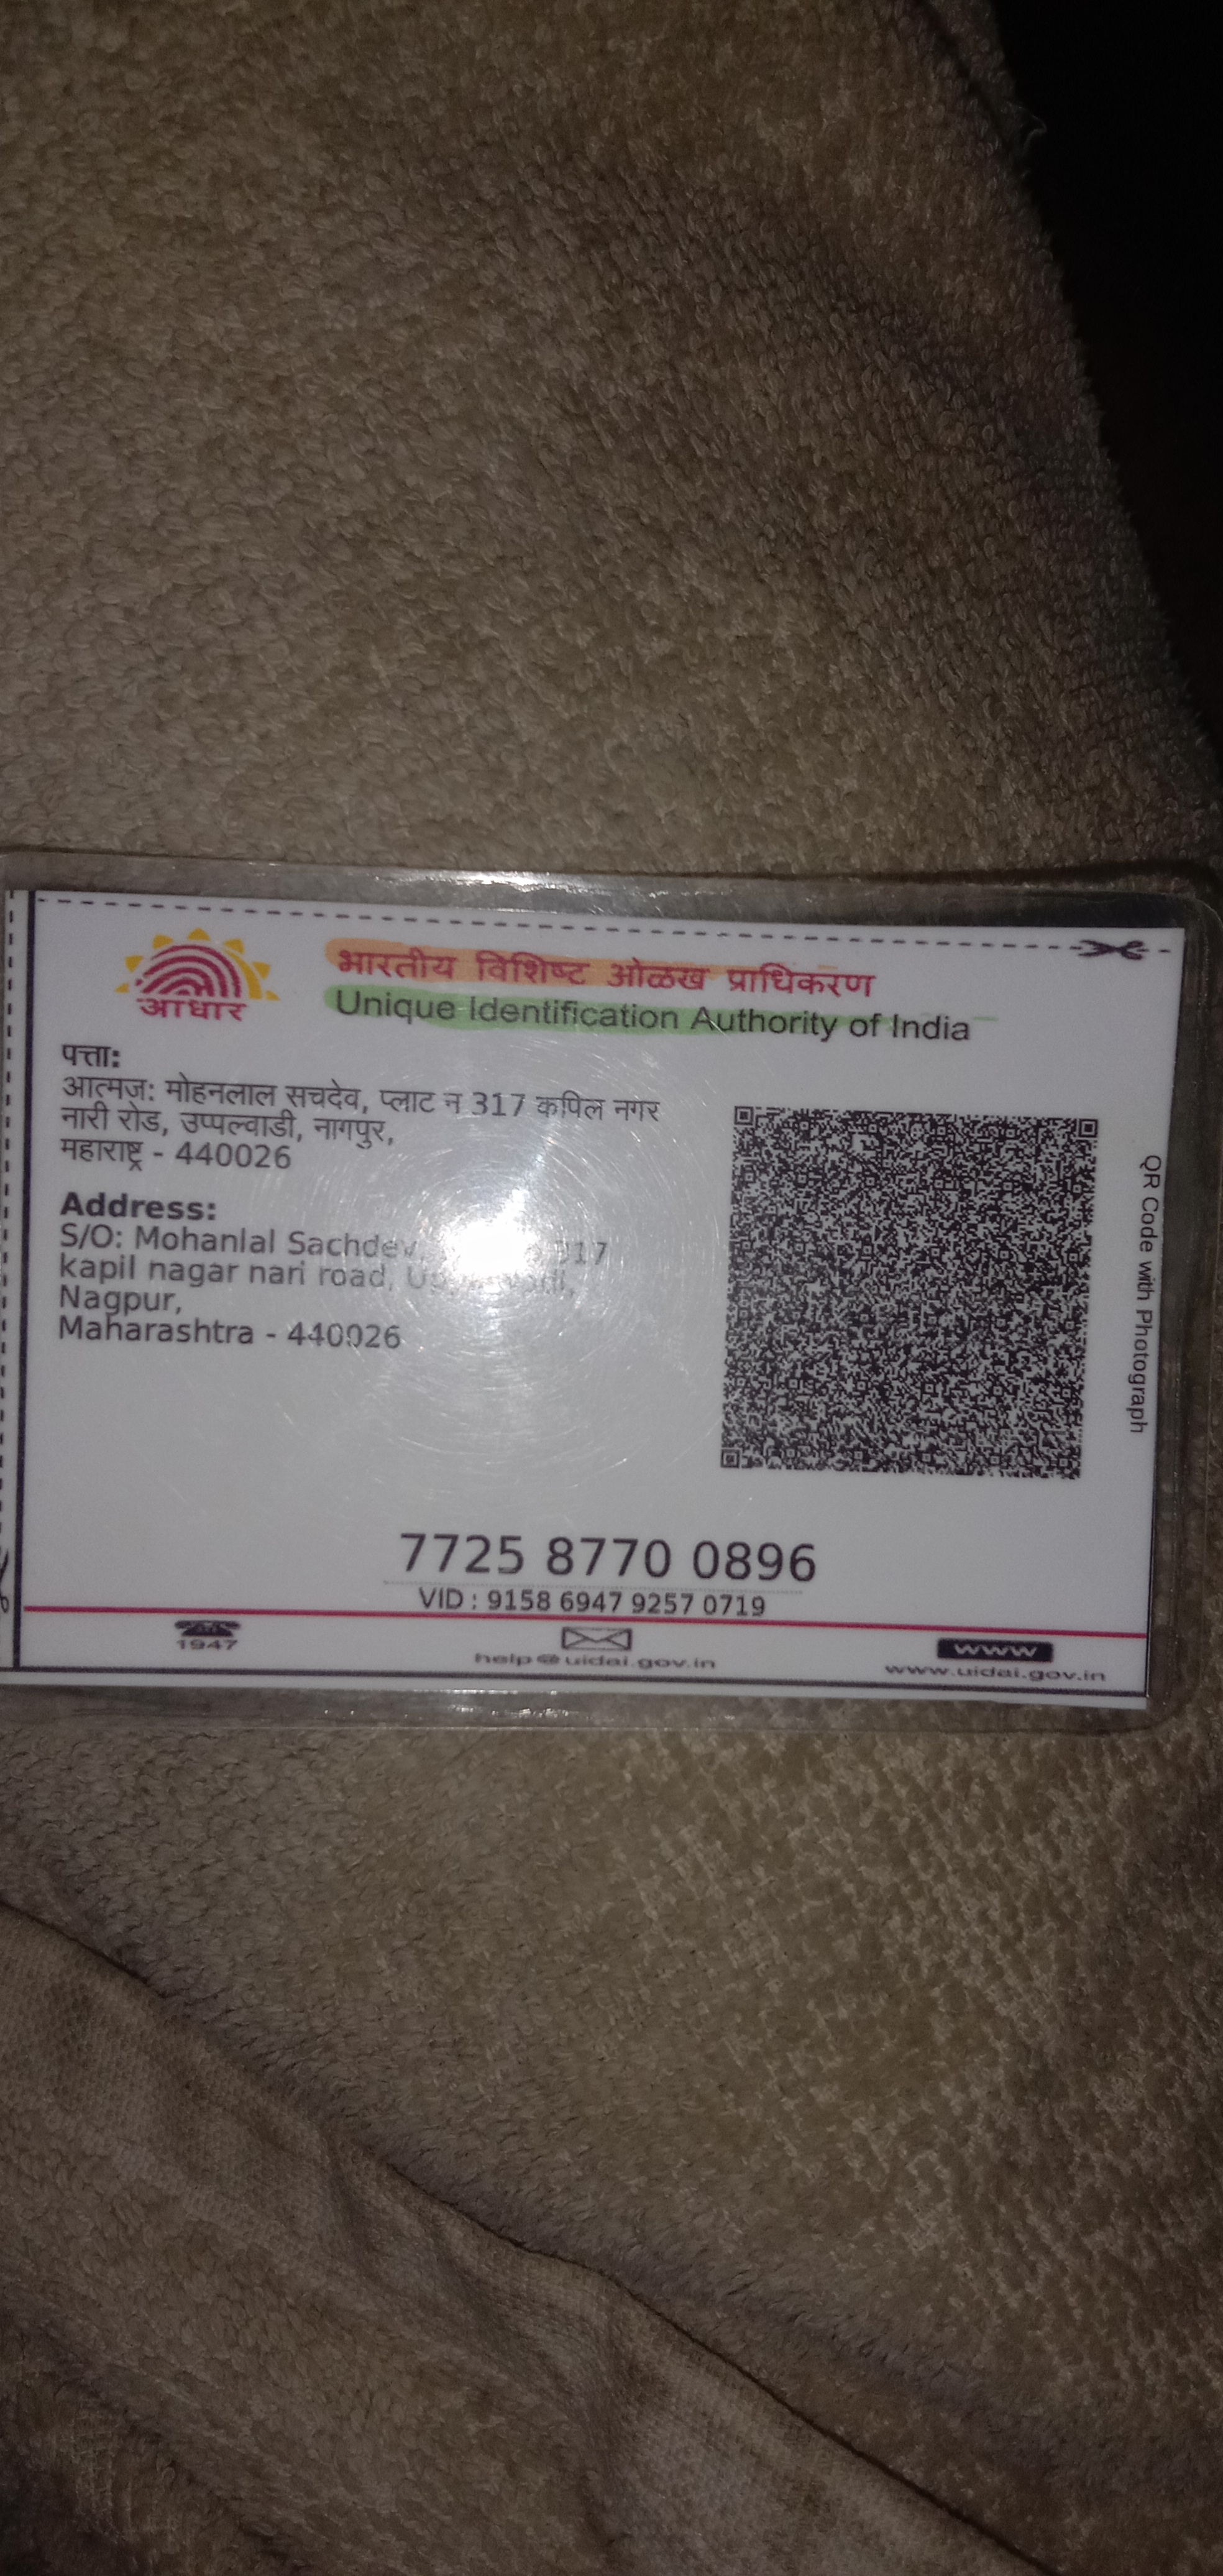 आधार
भारतीय विशिष्ट ओळख प्राधिकरण
Unique Identification Authority of India
पत्ता:
आत्मज: मोहनलाल सचदेव, प्लाट न 317 कपिल नगर
नारी रोड, उप्पल्वाडी, नागपुर,
महाराष्ट्र - 440026
Address:
S/O: Mohanlal Sachdev, 317
kapil nagar nari road,
Nagpur,
Maharashtra - 440026
QR Code with Photograph
7725 8770 0896
VID : 9158 6947 9257 0719
1947
help@uidai.gov.in
www
www.uidai.gov.in